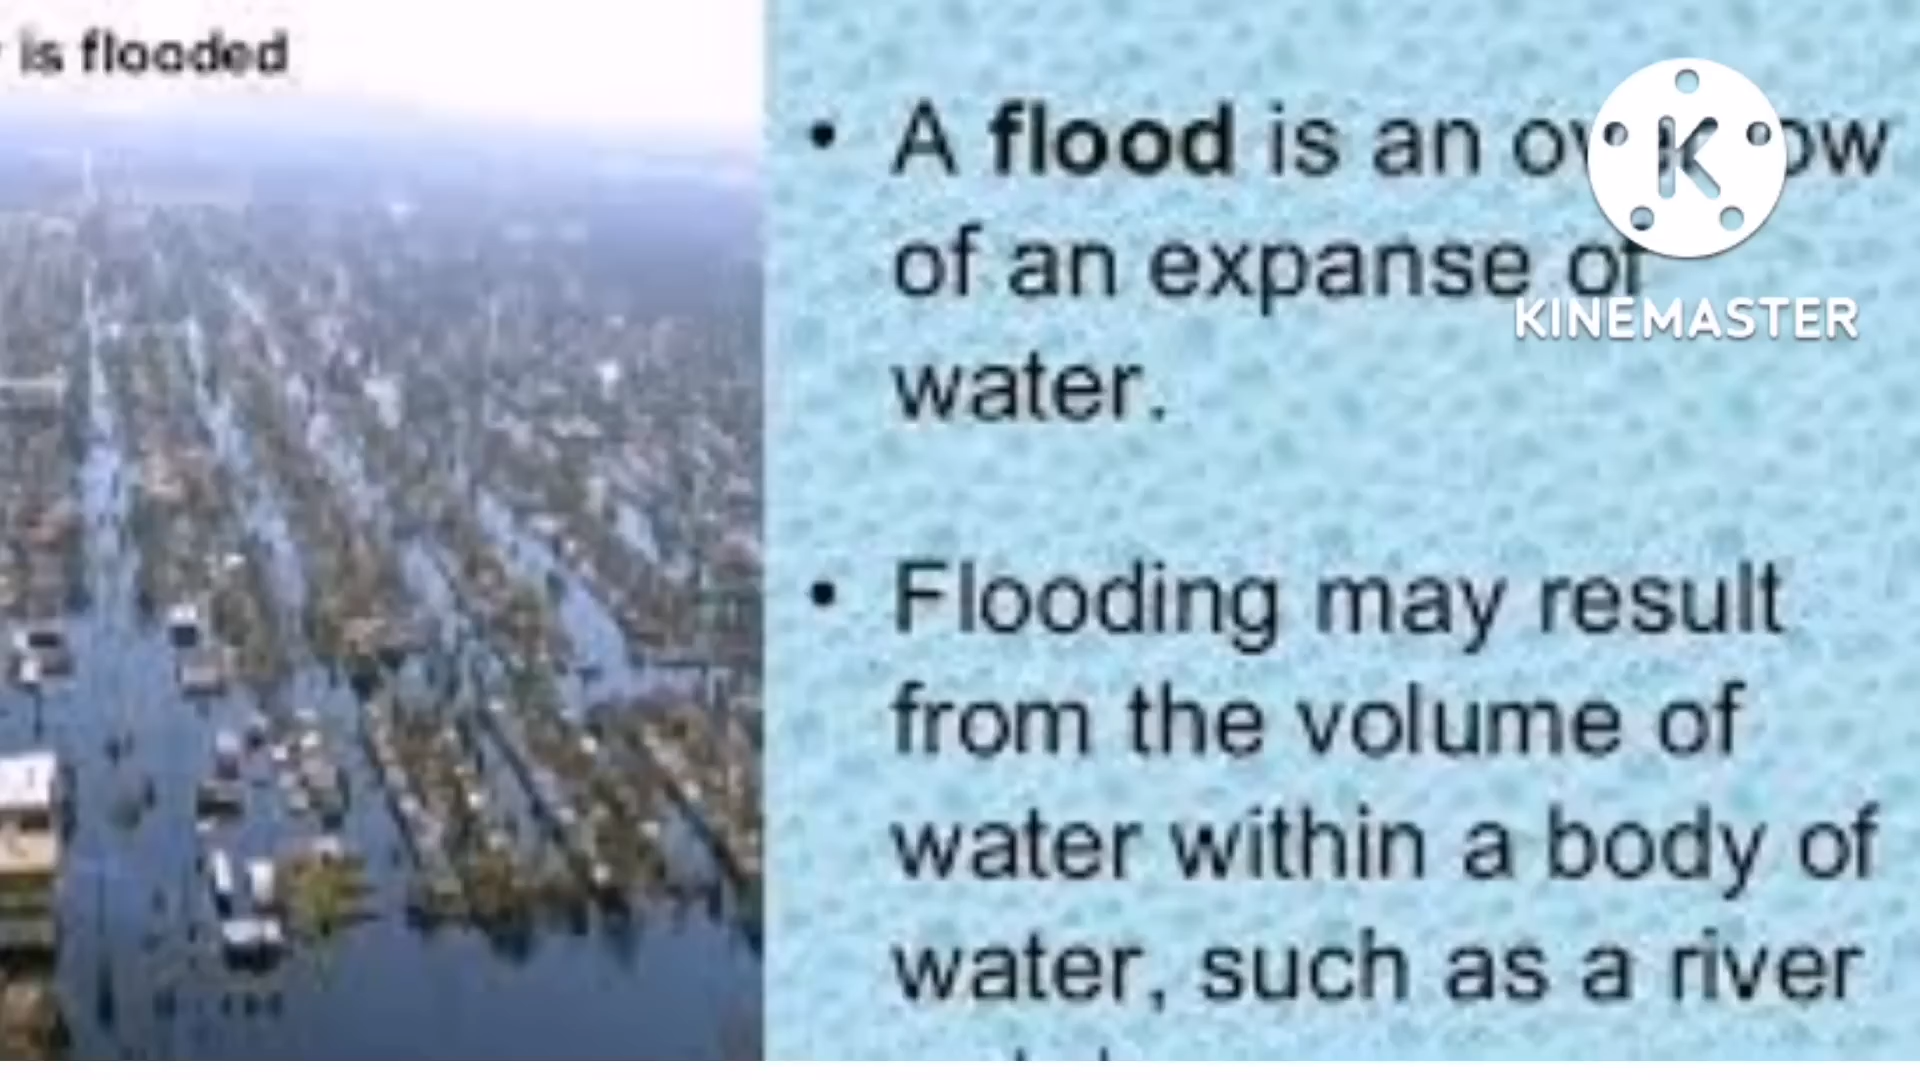 is flooded
• A flood is an
of an expanse of
water.
KINEMASTER
• Flooding may result
from the volume of
water within a body of
water, such as a river